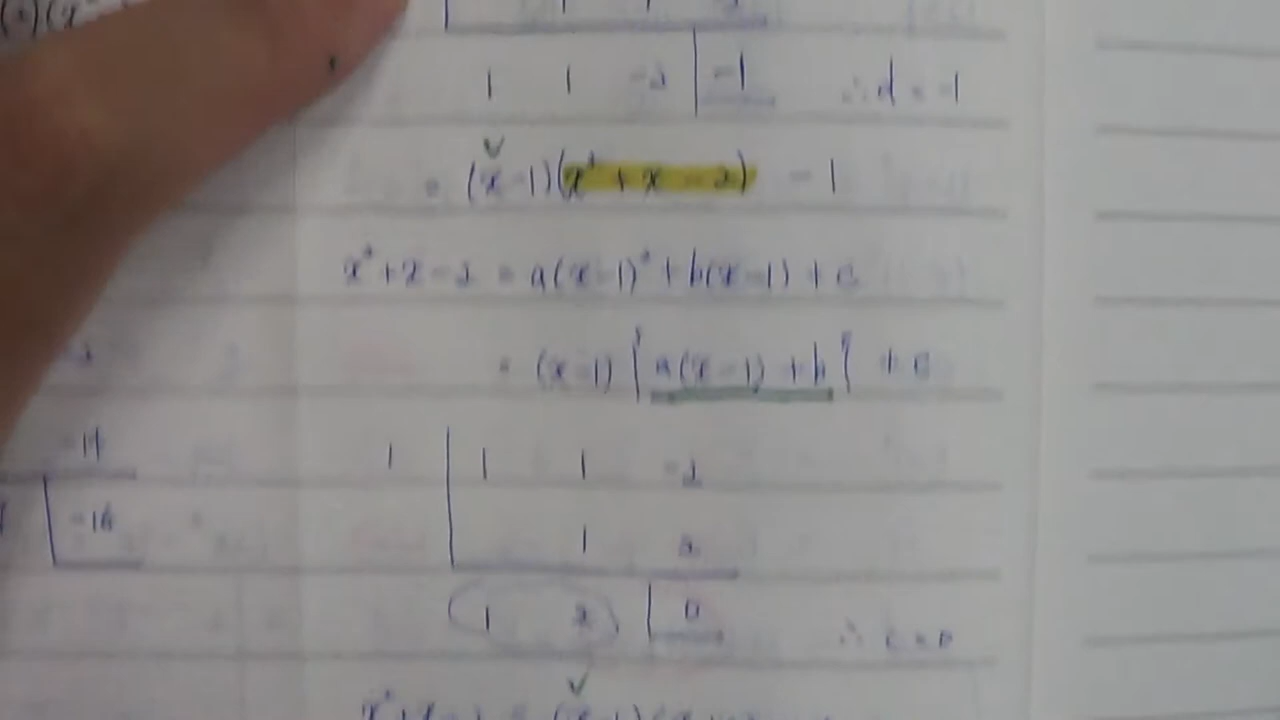 1 1 -2 | -1 ∴ d = -1
= (x-1)(x²+x-2) - 1
x²+x-2 = a(x-1)²+b(x-1)+c
= (x-1){a(x-1)+b}+c
-14
1 | 1 1 -2
-16
1 2
1 2 | 0 ∴ c=0